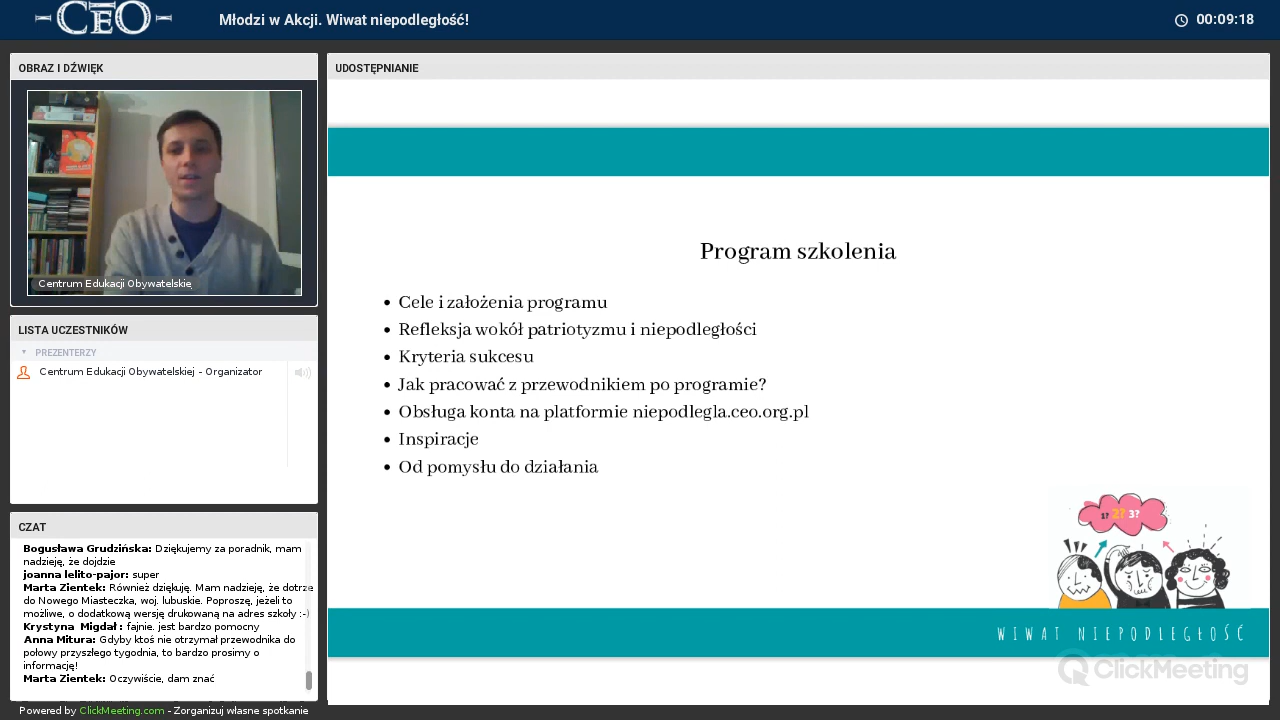 CEO
Młodzi w Akcji. Wiwat niepodległość!
00:09:18
OBRAZ I DŹWIĘK
Centrum Edukacji Obywatelskie
LISTA UCZESTNIKÓW
PREZENTERZY
Centrum Edukacji Obywatelskiej - Organizator
CZAT
Bogusława Grudzińska: Dziękujemy za poradnik, mam
nadzieję, że dojdzie
joanna lelito-pajor: super
Marta Zientek: Również dziękuję. Mam nadzieję, że dotrze
do Nowego Miasteczka, woj. lubuskie. Poproszę, jeżeli to
możliwe, o dodatkową wersję drukowaną na adres szkoły :-)
Krystyna Migdał : fajnie. jest bardzo pomocny
Anna Mitura: Gdyby ktoś nie otrzymał przewodnika do
połowy przyszłego tygodnia, to bardzo prosimy o
informację!
Marta Zientek: Oczywiście, dam znać
Powered by ClickMeeting.com - Zorganizuj własne spotkanie
UDOSTĘPNIANIE
Program szkolenia
• Cele i założenia programu
• Refleksja wokół patriotyzmu i niepodległości
• Kryteria sukcesu
• Jak pracować z przewodnikiem po programie?
• Obsługa konta na platformie niepodlegla.ceo.org.pl
• Inspiracje
• Od pomysłu do działania
1? 2? 3?
WIWAT NIEPODLEGŁOŚĆ
ClickMeeting